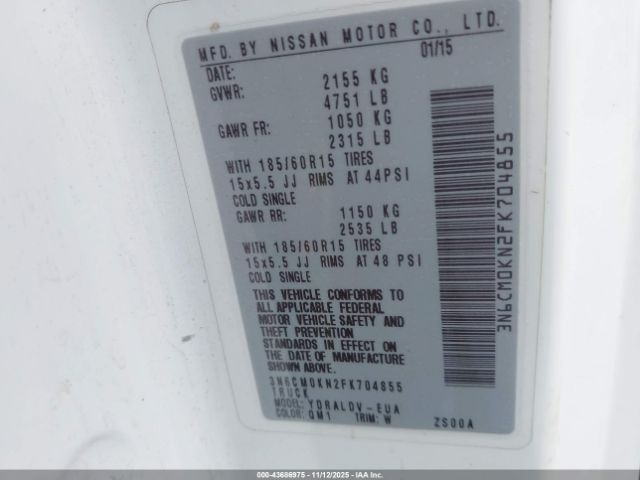 MFD. BY NISSAN MOTOR CO., LTD.
DATE: 01/15
GVWR: 2155 KG
4751 LB
GAWR FR: 1050 KG
2315 LB
WITH 185/60R15 TIRES
15x5.5 JJ RIMS AT 44PSI
COLD SINGLE
GAWR RR: 1150 KG
2535 LB
WITH 185/60R15 TIRES
15x5.5 JJ RIMS AT 48 PSI
COLD SINGLE
THIS VEHICLE CONFORMS TO
ALL APPLICABLE FEDERAL
MOTOR VEHICLE SAFETY AND
THEFT PREVENTION
STANDARDS IN EFFECT ON
THE DATE OF MANUFACTURE
SHOWN ABOVE.
3N6CM0KN2FK704855
TRUCK
MODEL: YDRALDV-EUA
COLOR: QM1 TRIM: W ZS00A
3N6CM0KN2FK704855
000-43686975 - 11/12/2025 - IAA